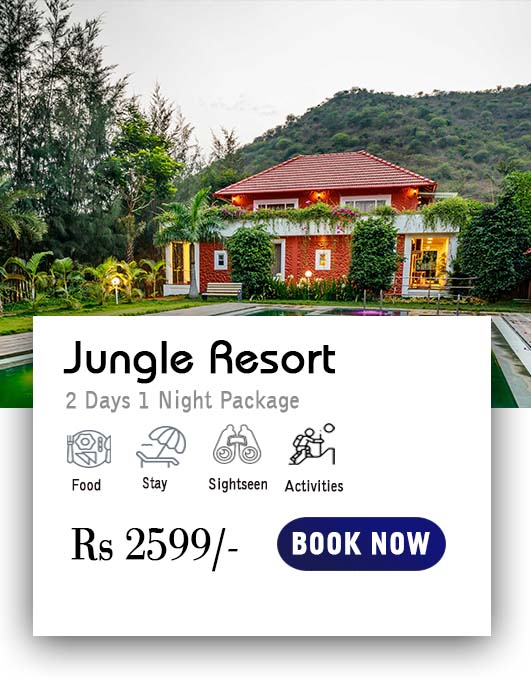 Jungle Resort
2 Days 1 Night Package
Food Stay Sightseen Activities
Rs 2599/- BOOK NOW